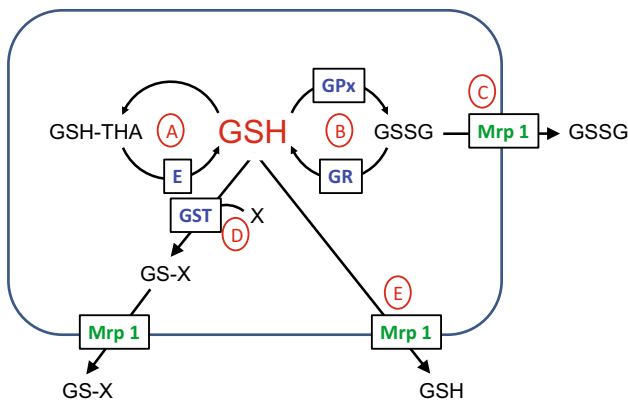 C
GPx
GSH-THA
A
GSH
B
GSSG
Mrp 1
GSSG
E
GR
GST
X
D
GS-X
E
Mrp 1
Mrp 1
GS-X
GSH